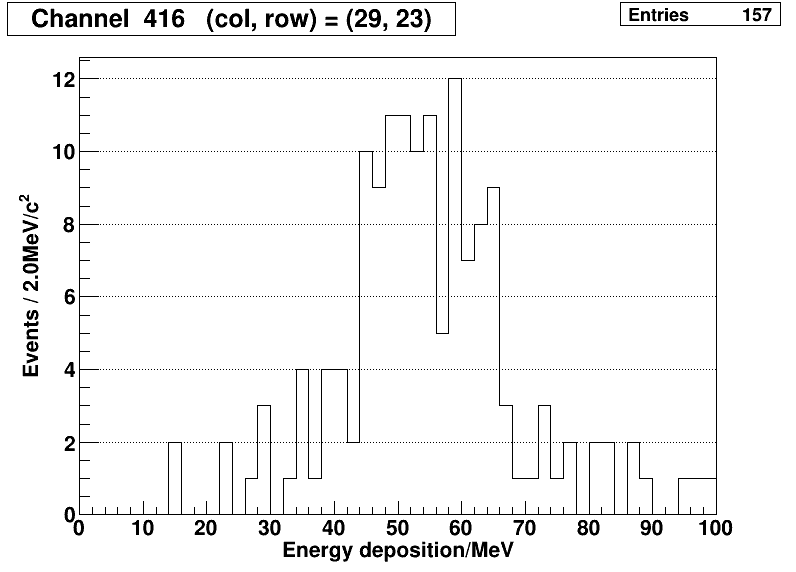 Channel 416 (col, row) = (29, 23)
Entries 157
Events / 2.0MeV/c²
12
10
8
6
4
2
0
0 10 20 30 40 50 60 70 80 90 100
Energy deposition/MeV